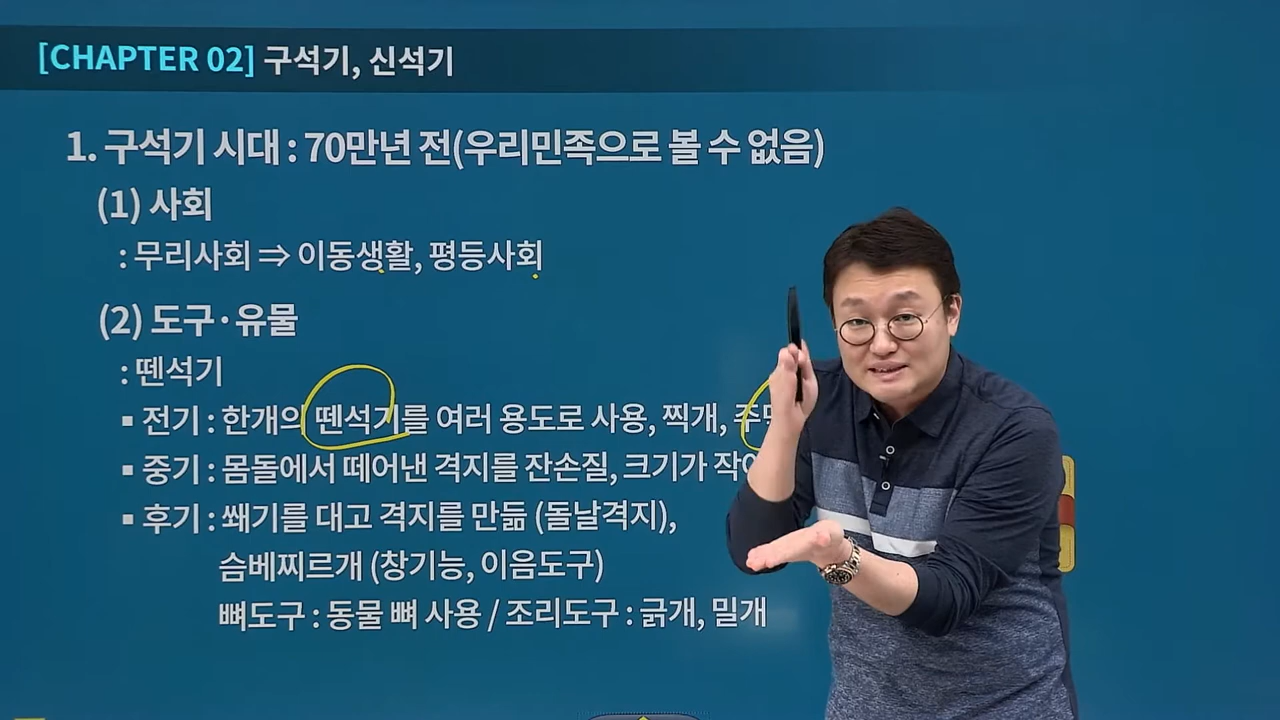 [CHAPTER 02] 구석기, 신석기
1. 구석기 시대 : 70만년 전(우리민족으로 볼 수 없음)
(1) 사회
: 무리사회 ⇒ 이동생활, 평등사회
(2) 도구·유물
: 뗀석기
▪ 전기 : 한개의 뗀석기를 여러 용도로 사용, 찍개,
▪ 중기 : 몸돌에서 떼어낸 격지를 잔손질, 크기가
▪ 후기 : 쐐기를 대고 격지를 만듦 (돌날격지),
슴베찌르개 (창기능, 이음도구)
뼈도구 : 동물 뼈 사용 / 조리도구 : 긁개, 밀개